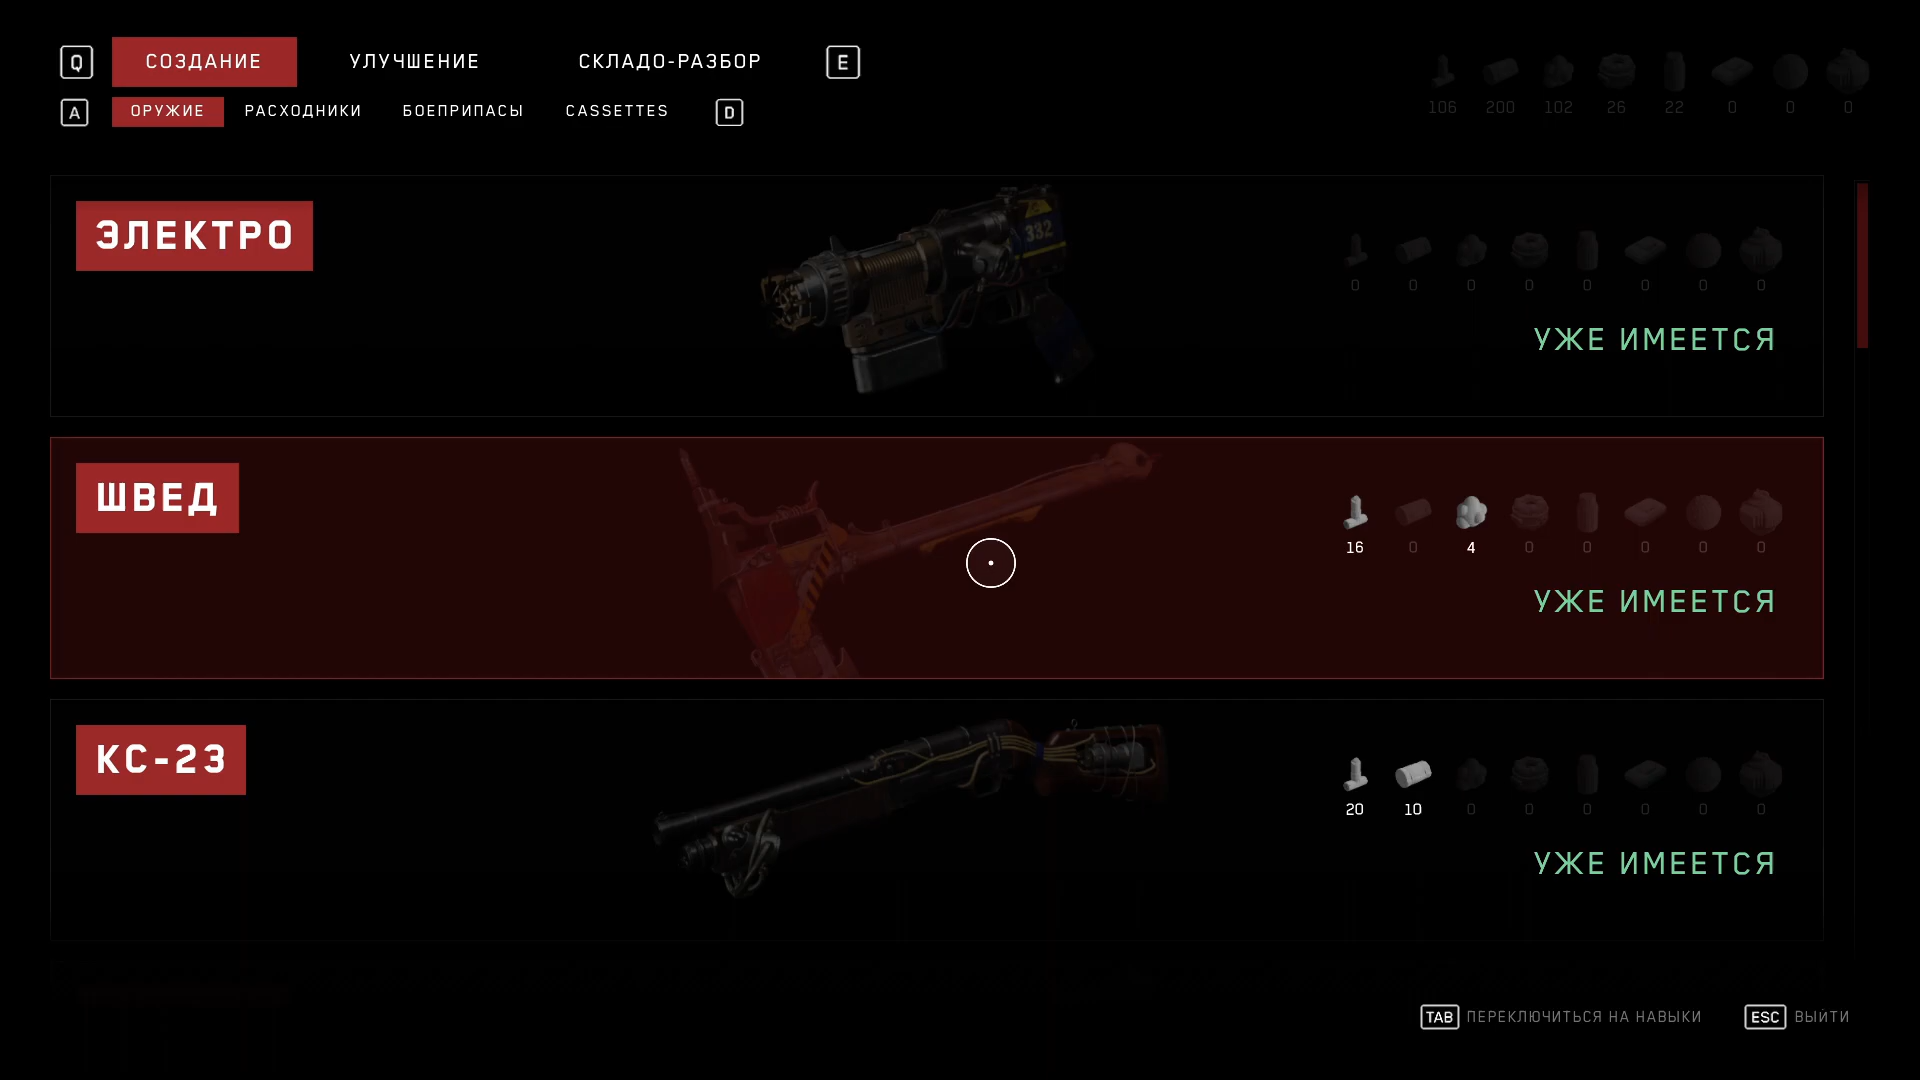 Q СОЗДАНИЕ УЛУЧШЕНИЕ СКЛАДО-РАЗБОР E
A ОРУЖИЕ РАСХОДНИКИ БОЕПРИПАСЫ CASSETTES D
106 200 102 26 22 0 0 0
ЭЛЕКТРО
332
0 0 0 0 0 0 0 0
УЖЕ ИМЕЕТСЯ
ШВЕД
16 0 4 0 0 0 0 0
УЖЕ ИМЕЕТСЯ
КС-23
20 10 0 0 0 0 0 0
УЖЕ ИМЕЕТСЯ
TAB ПЕРЕКЛЮЧИТЬСЯ НА НАВЫКИ ESC ВЫЙТИ